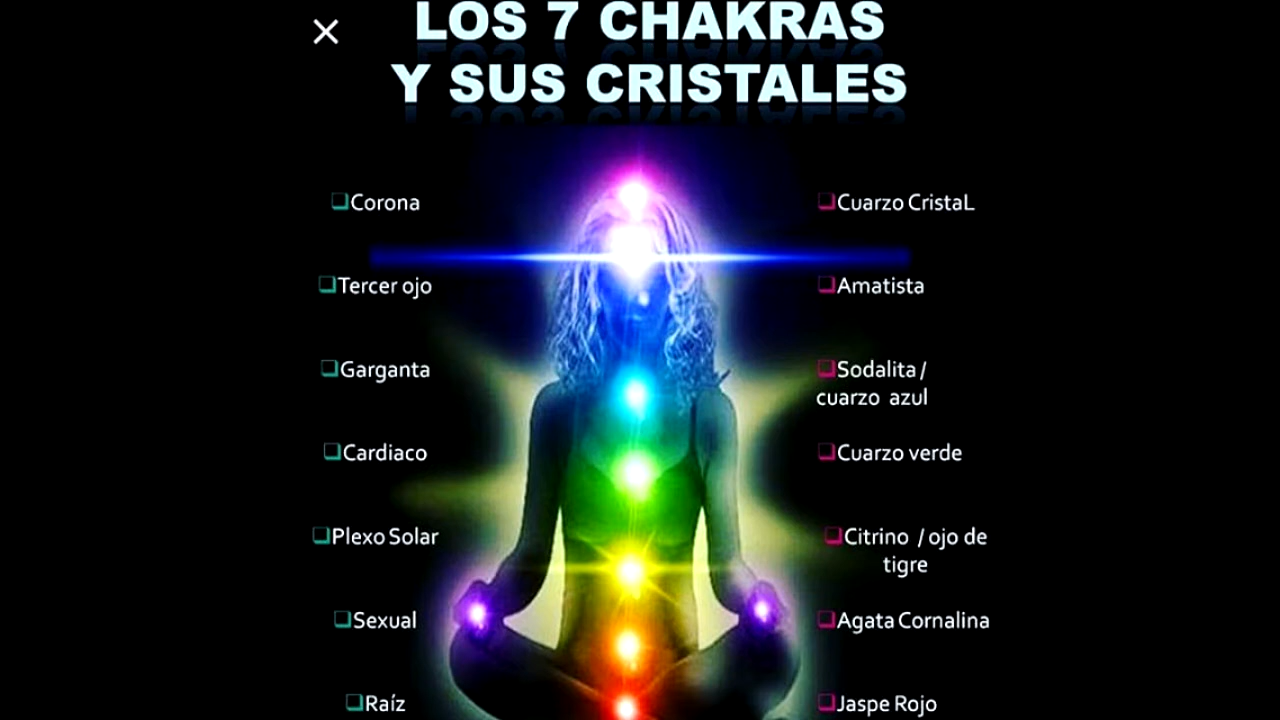 LOS 7 CHAKRAS
Y SUS CRISTALES
Corona
Cuarzo CristaL
Tercer ojo
Amatista
Garganta
Sodalita /
cuarzo azul
Cardiaco
Cuarzo verde
Plexo Solar
Citrino / ojo de
tigre
Sexual
Agata Cornalina
Raíz
Jaspe Rojo